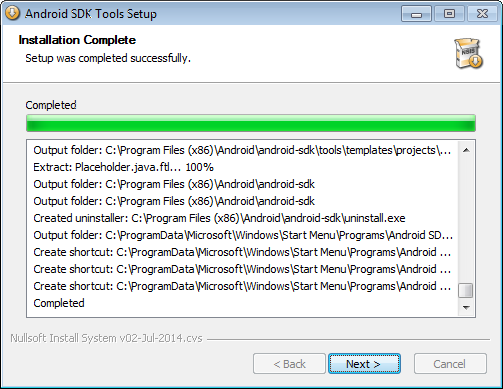 Android SDK Tools Setup
Installation Complete
Setup was completed successfully.
NSIS
Completed
Output folder: C:\Program Files (x86)\Android\android-sdk\tools\templates\projects\...
Extract: Placeholder.java.ftl... 100%
Output folder: C:\Program Files (x86)\Android\android-sdk
Output folder: C:\Program Files (x86)\Android\android-sdk
Created uninstaller: C:\Program Files (x86)\Android\android-sdk\uninstall.exe
Output folder: C:\ProgramData\Microsoft\Windows\Start Menu\Programs\Android SD...
Create shortcut: C:\ProgramData\Microsoft\Windows\Start Menu\Programs\Android ...
Create shortcut: C:\ProgramData\Microsoft\Windows\Start Menu\Programs\Android ...
Create shortcut: C:\ProgramData\Microsoft\Windows\Start Menu\Programs\Android ...
Completed
Nullsoft Install System v02-Jul-2014.cvs
< Back Next > Cancel